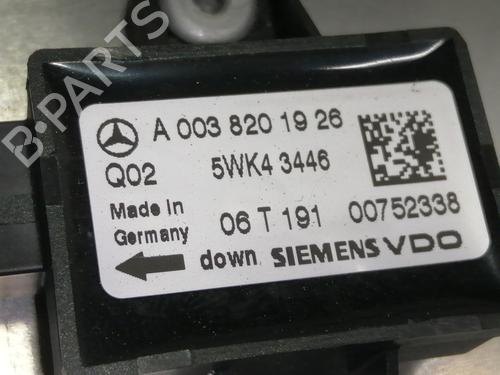 B-PARTS
A 003 820 19 26
Q02 5WK4 3446
Made in
Germany 06 T 191 00752338
down SIEMENS VDO